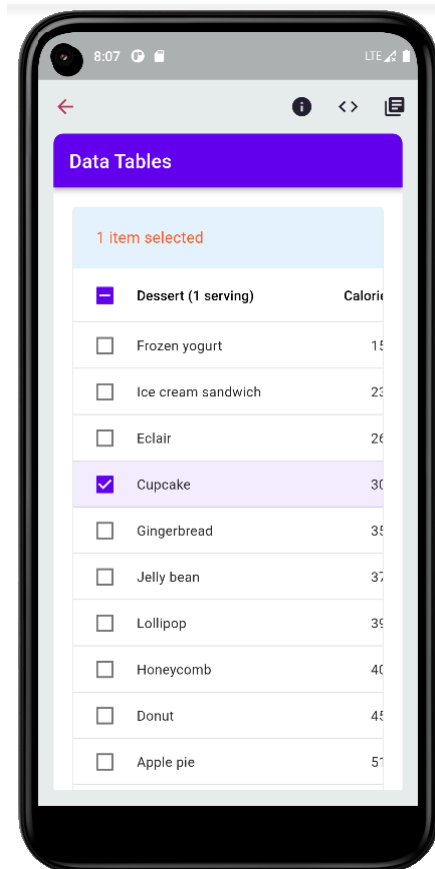 8:07 LTE
Data Tables
1 item selected
Dessert (1 serving)
Frozen yogurt
Ice cream sandwich
Eclair
Cupcake
Gingerbread
Jelly bean
Lollipop
Honeycomb
Donut
Apple pie